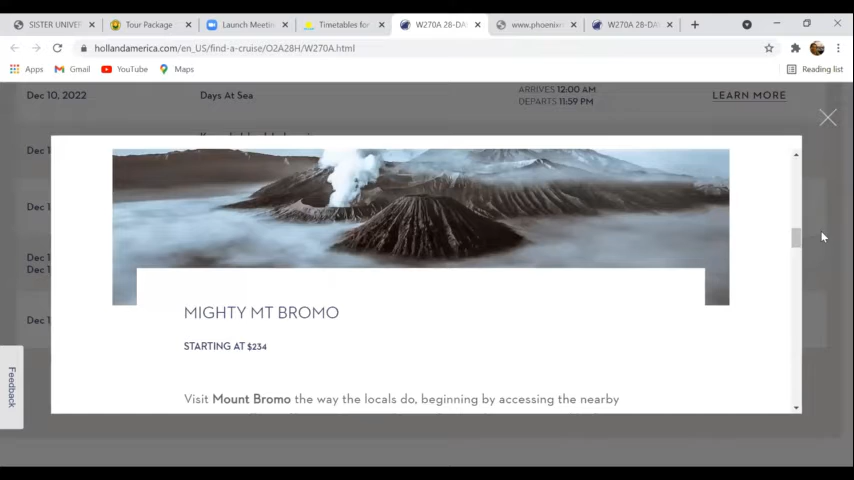 SISTER UNIVER
Tour Package
Launch Meetin
Timetables for
W270A 28-DA
www.phoenix
W270A 28-DA
hollandamerica.com/en_US/find-a-cruise/O2A28H/W270A.html
Apps
Gmail
YouTube
Maps
Reading list
Dec 10, 2022
Days At Sea
ARRIVES 12:00 AM
DEPARTS 11:59 PM
LEARN MORE
Dec 1
Dec 1
Dec 1
Dec 1
Dec 1
MIGHTY MT BROMO
STARTING AT $234
Visit Mount Bromo the way the locals do, beginning by accessing the nearby
Feedback